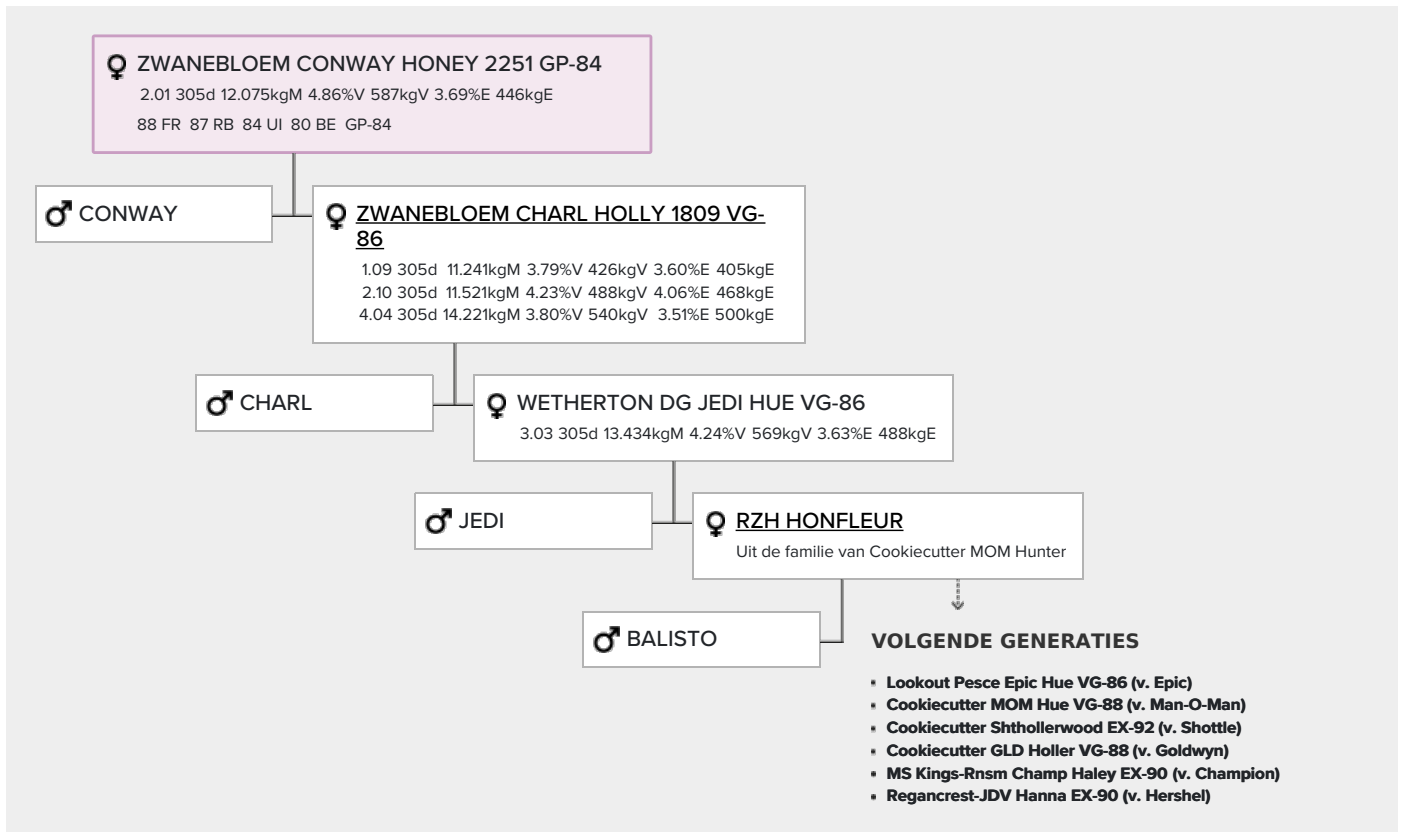 ZWANEBLOEM CONWAY HONEY 2251 GP-84
2.01 305d 12.075kgM 4.86%V 587kgV 3.69%E 446kgE
88 FR 87 RB 84 UI 80 BE GP-84
CONWAY
ZWANEBLOEM CHARL HOLLY 1809 VG-
86
1.09 305d 11.241kgM 3.79%V 426kgV 3.60%E 405kgE
2.10 305d 11.521kgM 4.23%V 488kgV 4.06%E 468kgE
4.04 305d 14.221kgM 3.80%V 540kgV 3.51%E 500kgE
CHARL
WETHERTON DG JEDI HUE VG-86
3.03 305d 13.434kgM 4.24%V 569kgV 3.63%E 488kgE
JEDI
RZH HONFLEUR
Uit de familie van Cookiecutter MOM Hunter
BALISTO
VOLGENDE GENERATIES
▪ Lookout Pesce Epic Hue VG-86 (v. Epic)
▪ Cookiecutter MOM Hue VG-88 (v. Man-O-Man)
▪ Cookiecutter Shthollerwood EX-92 (v. Shottle)
▪ Cookiecutter GLD Holler VG-88 (v. Goldwyn)
▪ MS Kings-Rnsm Champ Haley EX-90 (v. Champion)
▪ Regancrest-JDV Hanna EX-90 (v. Hershel)